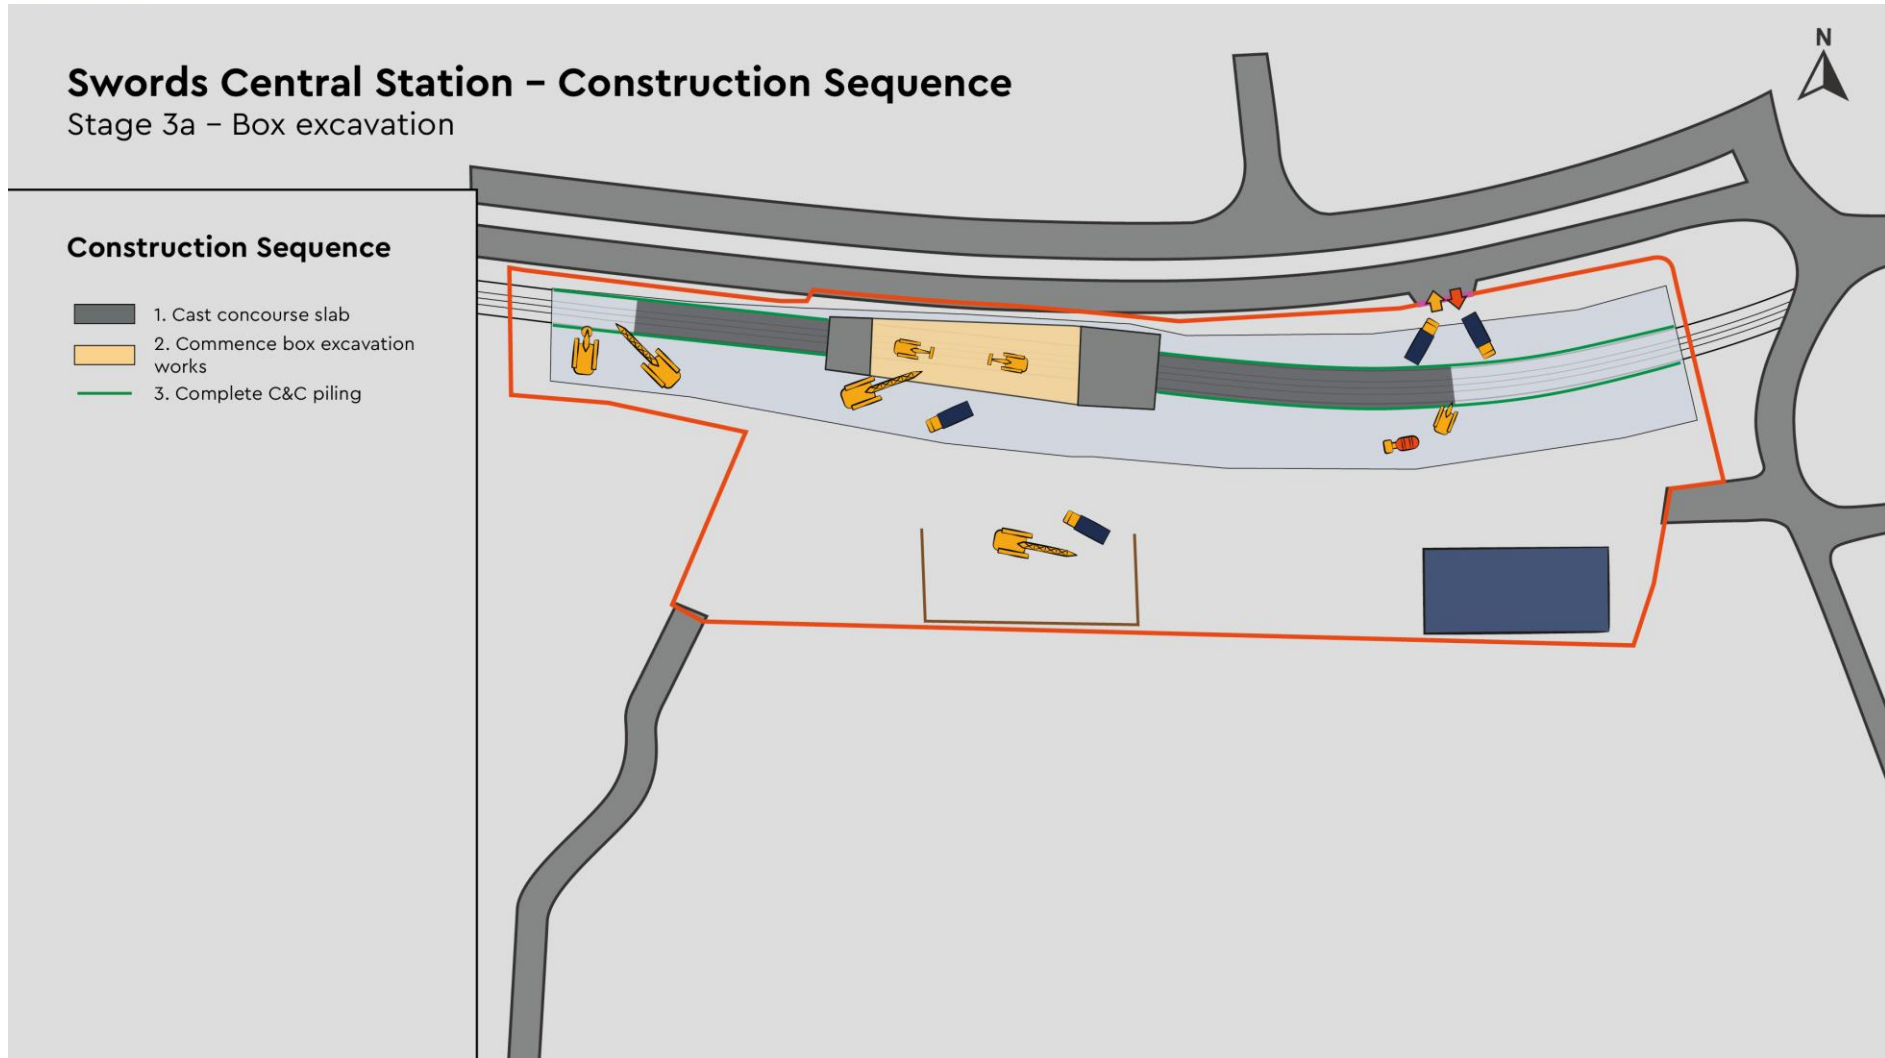 Swords Central Station – Construction Sequence
Stage 3a – Box excavation
N
Construction Sequence
1. Cast concourse slab
2. Commence box excavation
works
3. Complete C&C piling